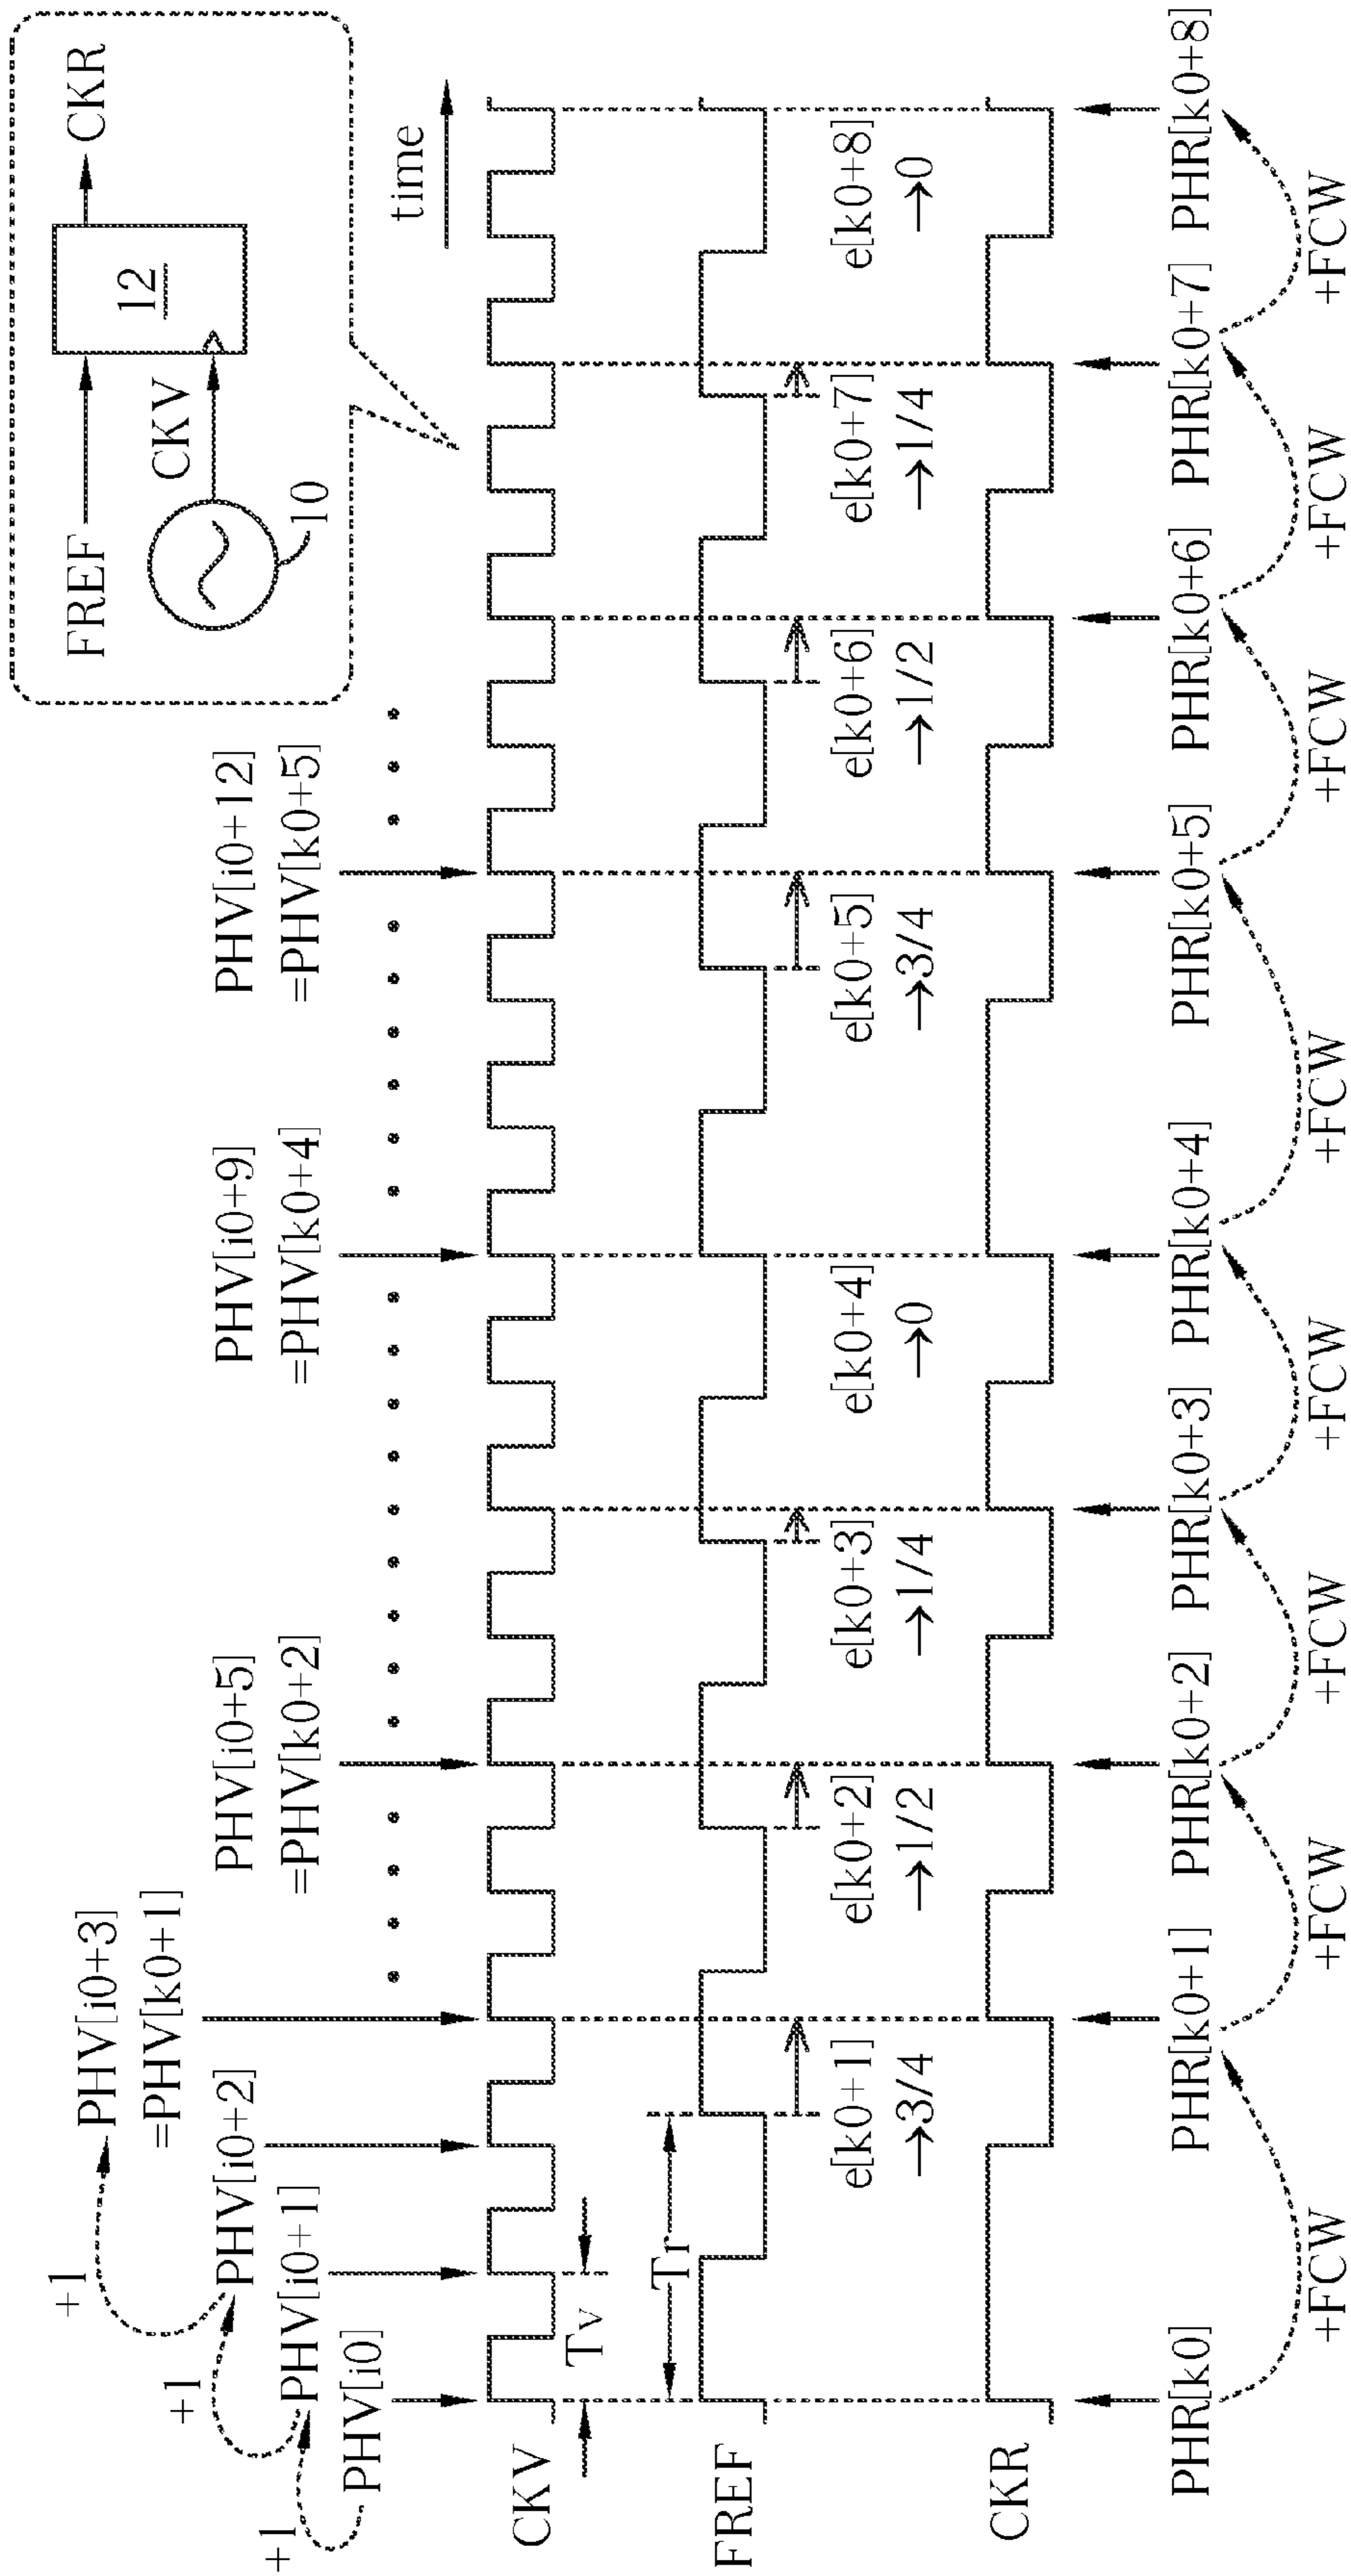 +1
+1
+1
PHV[i0]
PHV[i0+1]
PHV[i0+2]
PHV[i0+3]
=PHV[k0+1]
PHV[i0+5]
=PHV[k0+2]
PHV[i0+9]
=PHV[k0+4]
PHV[i0+12]
=PHV[k0+5]
FREF
CKV
10
12
CKR
time
CKV
Tv
FREF
Tr
e[k0+1]
→3/4
e[k0+2]
→1/2
e[k0+3]
→1/4
e[k0+4]
→0
e[k0+5]
→3/4
e[k0+6]
→1/2
e[k0+7]
→1/4
e[k0+8]
→0
CKR
PHR[k0]
PHR[k0+1]
PHR[k0+2]
PHR[k0+3]
PHR[k0+4]
PHR[k0+5]
PHR[k0+6]
PHR[k0+7]
PHR[k0+8]
+FCW
+FCW
+FCW
+FCW
+FCW
+FCW
+FCW
+FCW